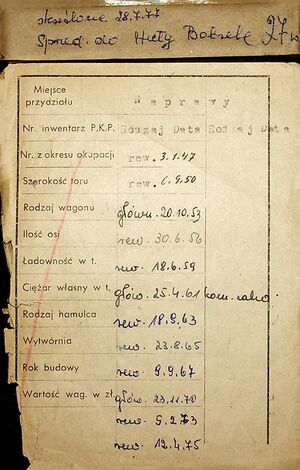 skreślono 28.7.77
Sprzed. do Huty Bobrek
Miejsce
przydziału
Naprawy
Nr. inwentarz P.K.P. Rodzaj Data Rodzaj Data
Nr. z okresu okupacji rew. 3.1.47
Szerokość toru rew. 6.9.50
Rodzaj wagonu główn. 20.10.53
Ilość osi rew. 30.6.56
Ładowność w t. rew. 18.6.59
Ciężar własny w t. główn. 25.4.61
Rodzaj hamulca rew. 18.9.63
Wytwórnia rew. 23.8.65
Rok budowy rew. 9.9.67
Wartość wag. w zł. główn. 23.11.70
rew. 5.2.73
rew. 12.4.75